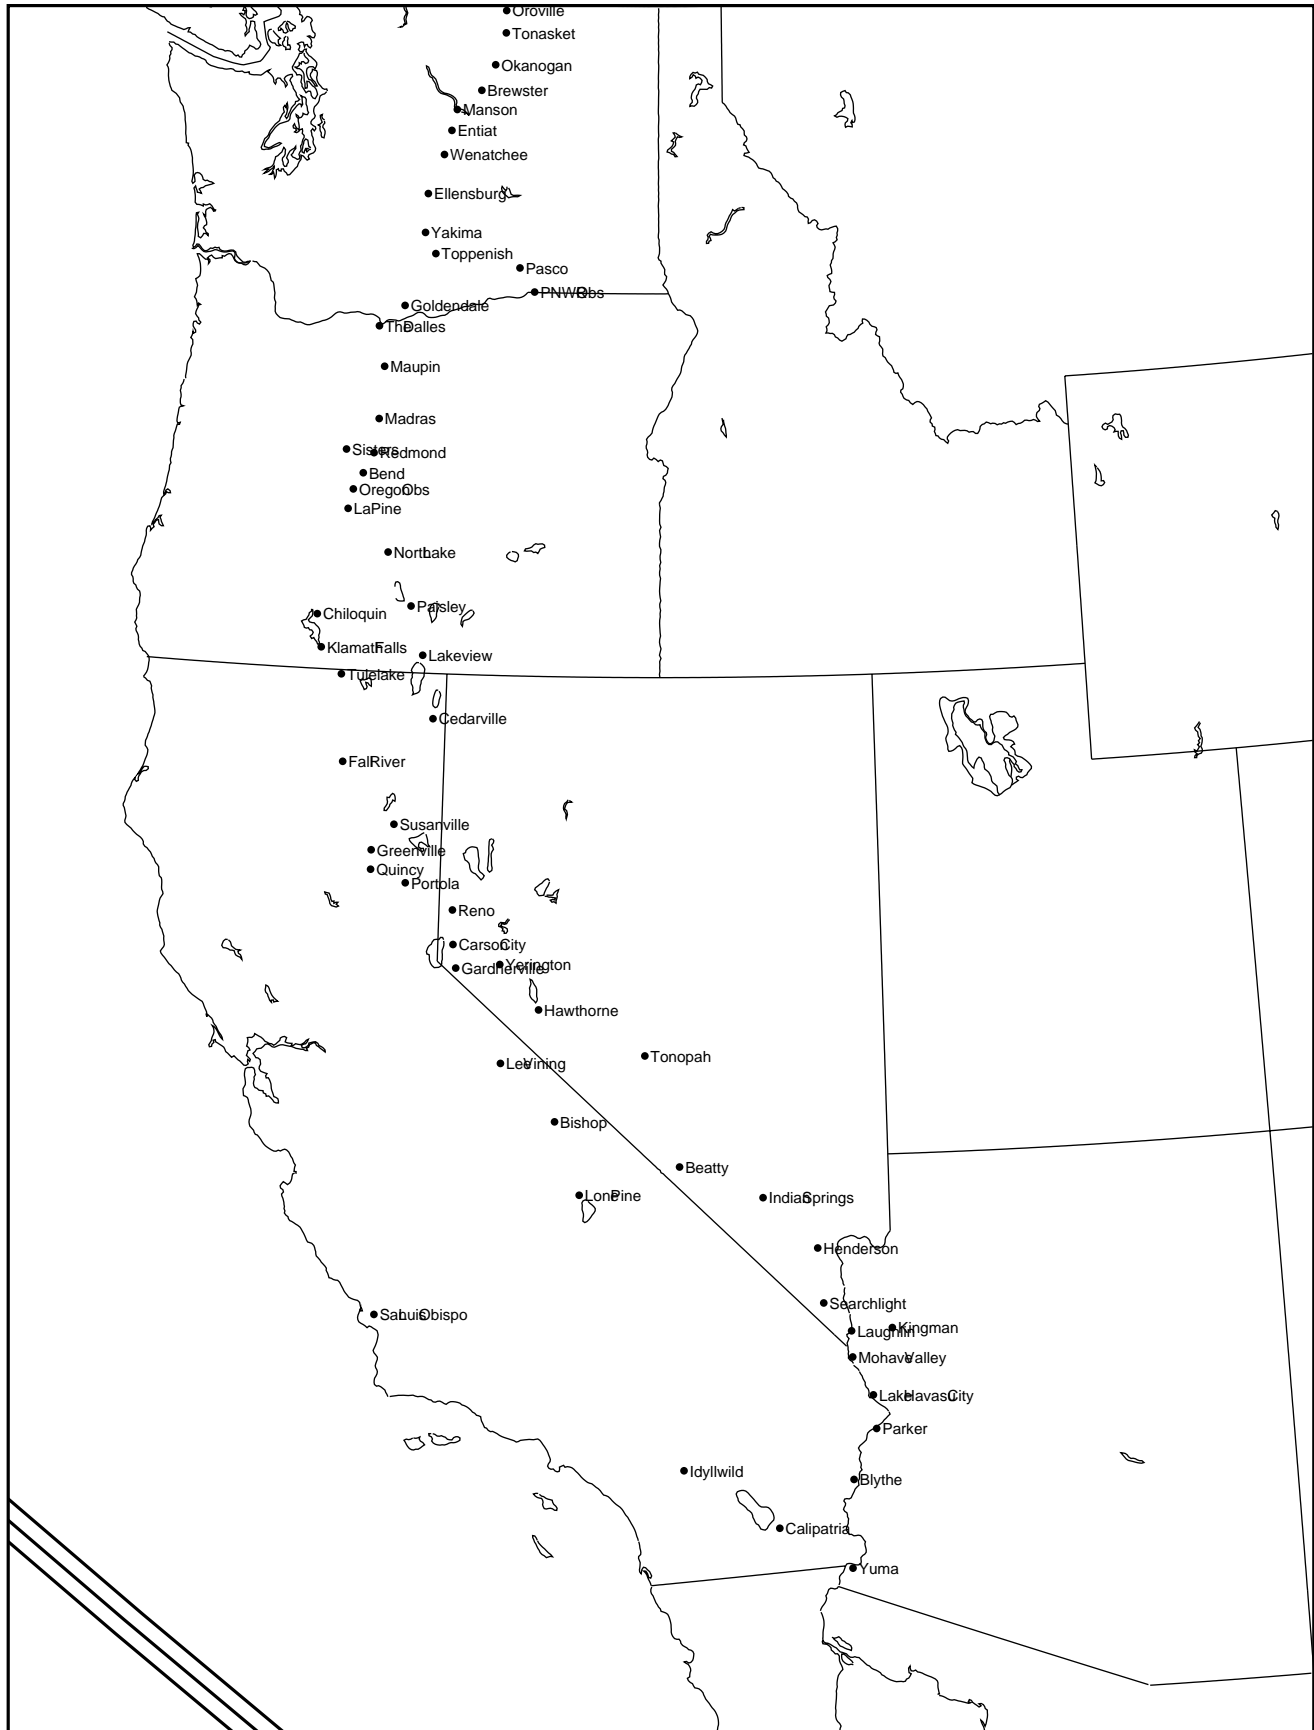 Oroville
Tonasket
Okanogan
Brewster
Manson
Entiat
Wenatchee
Ellensburg
Yakima
Toppenish
Pasco
PNWRObs
Goldendale
TheDalles
Maupin
Madras
Sisters
Redmond
Bend
OregonObs
LaPine
NorthLake
Paisley
Chiloquin
KlamathFalls
Lakeview
Tulelake
Cedarville
FallRiver
Susanville
Greenville
Quincy
Portola
Reno
CarsonCity
Yerington
Gardnerville
Hawthorne
Tonopah
LeeVining
Bishop
Beatty
LonePine
IndianSprings
Henderson
Searchlight
SanLuisObispo
Kingman
Laughlin
MohaveValley
LakeHavasuCity
Parker
Idyllwild
Blythe
Calipatria
Yuma